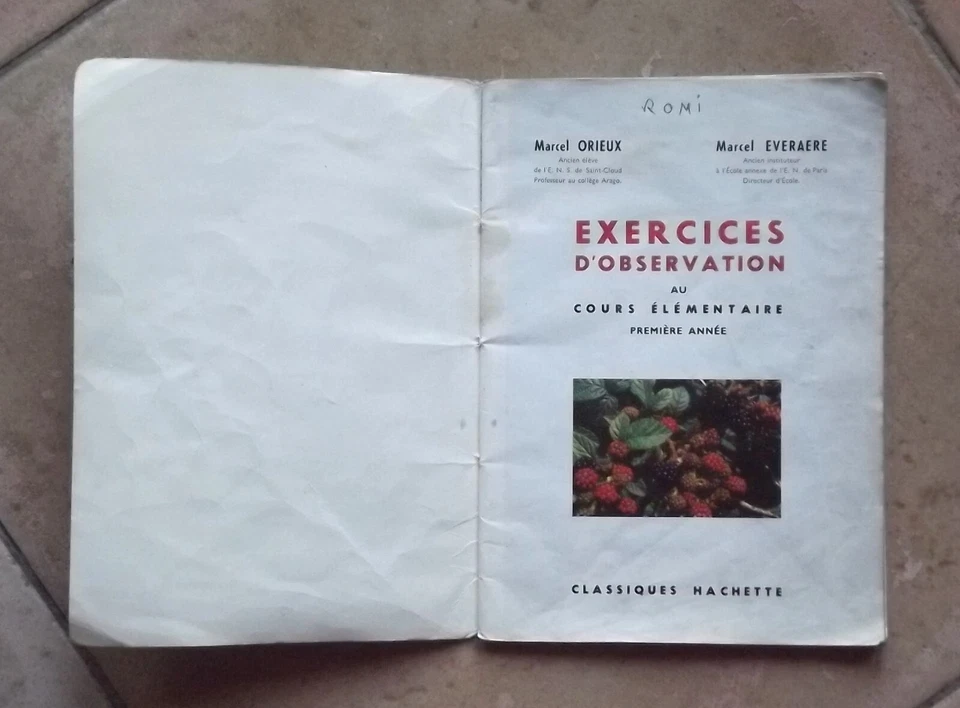 ROMI
Marcel ORIEUX
Ancien élève
de l'E. N. S. de Saint-Cloud
Professeur au collège Arago.
Marcel EVERAERE
Ancien instituteur
à l'École annexe de l'E. N. de Paris
Directeur d'École.
EXERCICES
D'OBSERVATION
AU
COURS ÉLÉMENTAIRE
PREMIÈRE ANNÉE
CLASSIQUES HACHETTE